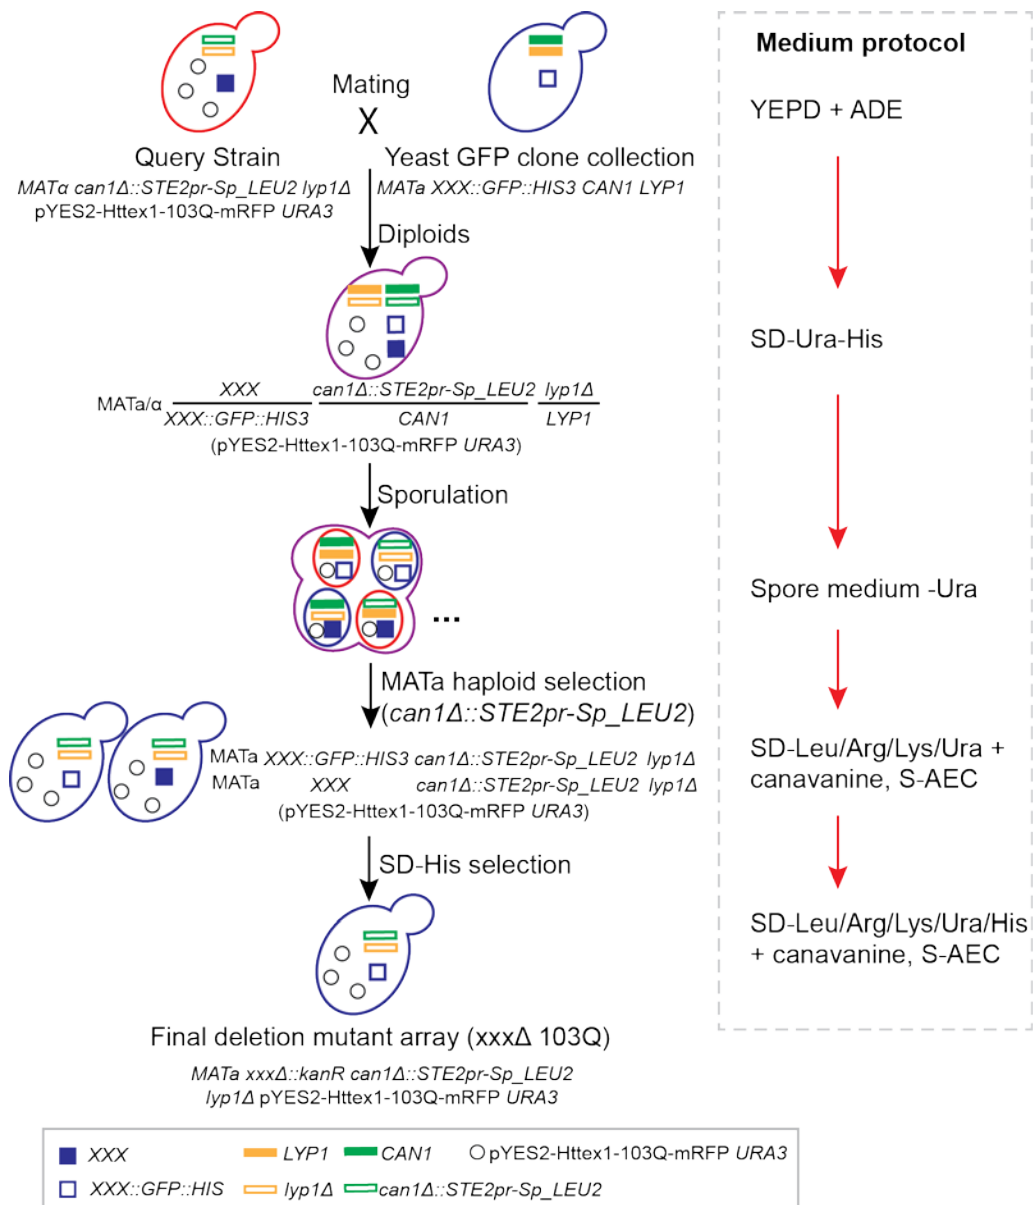 Mating
X
Query Strain
MATα can1Δ::STE2pr-Sp_LEU2 lyp1Δ
pYES2-Httex1-103Q-mRFP URA3
Yeast GFP clone collection
MATa XXX::GFP::HIS3 CAN1 LYP1
Diploids
XXX can1Δ::STE2pr-Sp_LEU2 lyp1Δ
MATa/α
XXX::GFP::HIS3 CAN1 LYP1
(pYES2-Httex1-103Q-mRFP URA3)
Sporulation
...
MATa haploid selection
(can1Δ::STE2pr-Sp_LEU2)
MATa XXX::GFP::HIS3 can1Δ::STE2pr-Sp_LEU2 lyp1Δ
MATa XXX can1Δ::STE2pr-Sp_LEU2 lyp1Δ
(pYES2-Httex1-103Q-mRFP URA3)
SD-His selection
Final deletion mutant array (xxxΔ 103Q)
MATa xxxΔ::kanR can1Δ::STE2pr-Sp_LEU2
lyp1Δ pYES2-Httex1-103Q-mRFP URA3
Medium protocol
YEPD + ADE
SD-Ura-His
Spore medium -Ura
SD-Leu/Arg/Lys/Ura +
canavanine, S-AEC
SD-Leu/Arg/Lys/Ura/His
+ canavanine, S-AEC
XXX LYP1 CAN1 pYES2-Httex1-103Q-mRFP URA3
XXX::GFP::HIS lyp1Δ can1Δ::STE2pr-Sp_LEU2